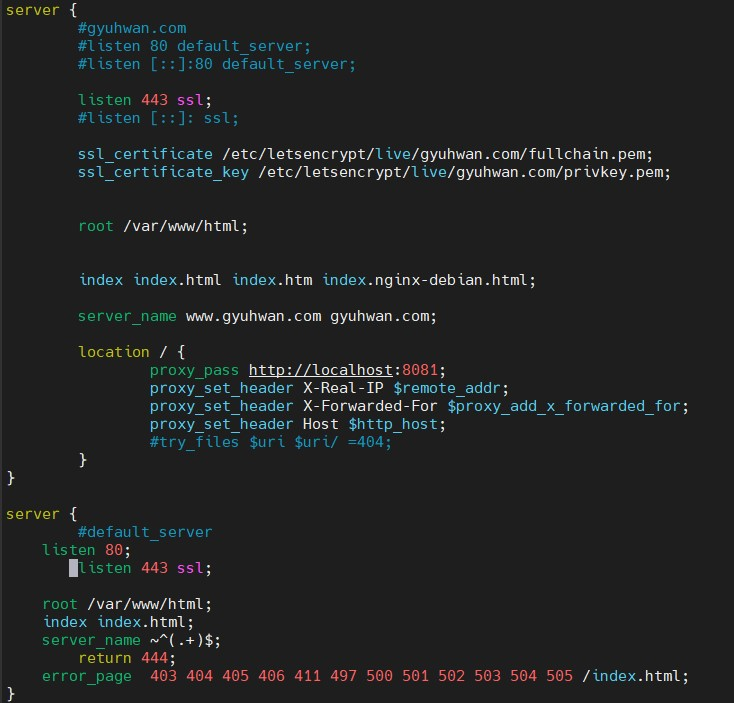 server {
#gyuhwan.com
#listen 80 default_server;
#listen [::]:80 default_server;
listen 443 ssl;
#listen [::]: ssl;
ssl_certificate /etc/letsencrypt/live/gyuhwan.com/fullchain.pem;
ssl_certificate_key /etc/letsencrypt/live/gyuhwan.com/privkey.pem;
root /var/www/html;
index index.html index.htm index.nginx-debian.html;
server_name www.gyuhwan.com gyuhwan.com;
location / {
proxy_pass http://localhost:8081;
proxy_set_header X-Real-IP $remote_addr;
proxy_set_header X-Forwarded-For $proxy_add_x_forwarded_for;
proxy_set_header Host $http_host;
#try_files $uri $uri/ =404;
}
}
server {
#default_server
listen 80;
listen 443 ssl;
root /var/www/html;
index index.html;
server_name ~^(.+)$;
return 444;
error_page  403 404 405 406 411 497 500 501 502 503 504 505 /index.html;
}